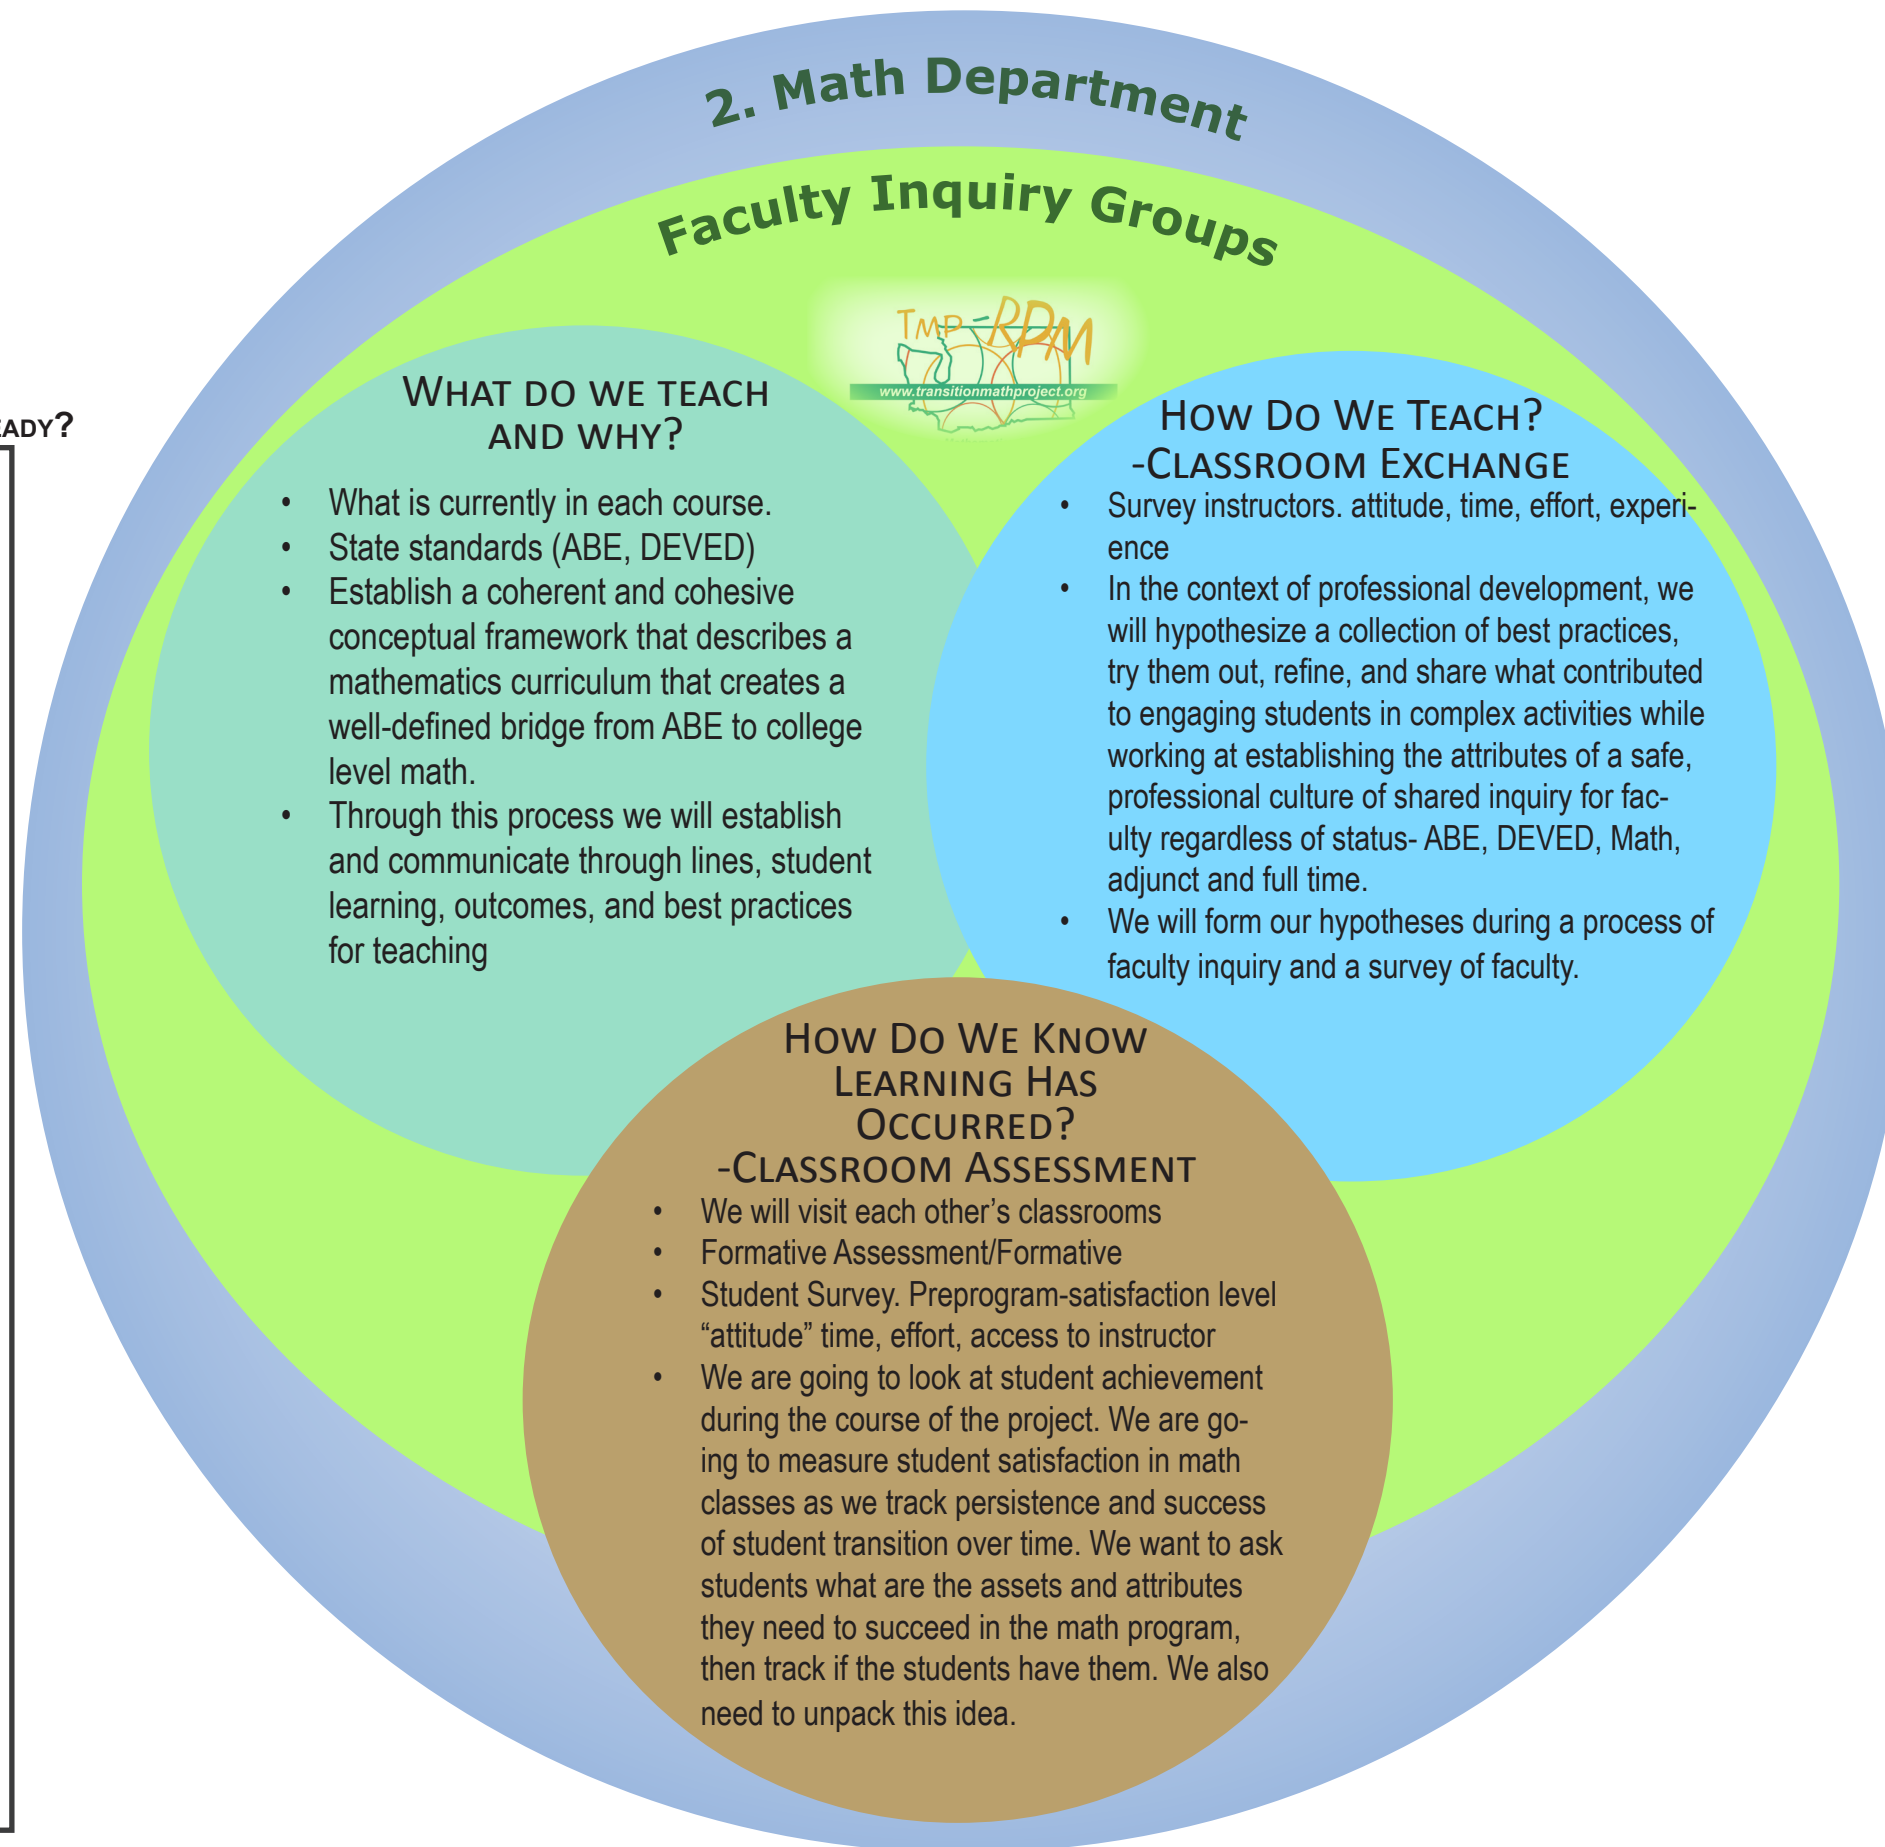 2. Math Department
Faculty Inquiry Groups
TMP-RPM
www.transitionmathproject.org
EADY?
What do we teach
and why?
• What is currently in each course.
• State standards (ABE, DEVED)
• Establish a coherent and cohesive
conceptual framework that describes a
mathematics curriculum that creates a
well-defined bridge from ABE to college
level math.
• Through this process we will establish
and communicate through lines, student
learning, outcomes, and best practices
for teaching
How Do We Teach?
-Classroom Exchange
• Survey instructors. attitude, time, effort, experi-
ence
• In the context of professional development, we
will hypothesize a collection of best practices,
try them out, refine, and share what contributed
to engaging students in complex activities while
working at establishing the attributes of a safe,
professional culture of shared inquiry for fac-
ulty regardless of status- ABE, DEVED, Math,
adjunct and full time.
• We will form our hypotheses during a process of
faculty inquiry and a survey of faculty.
How Do We Know
Learning Has
Occurred?
-Classroom Assessment
• We will visit each other’s classrooms
• Formative Assessment/Formative
• Student Survey. Preprogram-satisfaction level
“attitude” time, effort, access to instructor
• We are going to look at student achievement
during the course of the project. We are go-
ing to measure student satisfaction in math
classes as we track persistence and success
of student transition over time. We want to ask
students what are the assets and attributes
they need to succeed in the math program,
then track if the students have them. We also
need to unpack this idea.